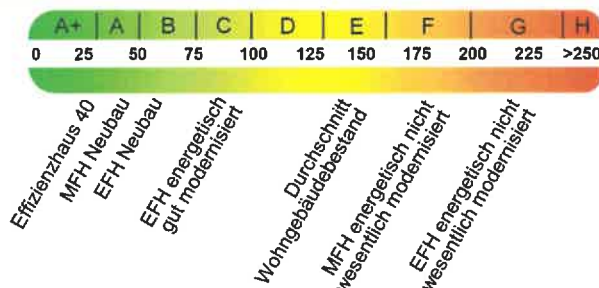 A+ A B C D E F G H
0 25 50 75 100 125 150 175 200 225 >250
Effizienzhaus 40
MFH Neubau
EFH Neubau
EFH energetisch
gut modernisiert
Durchschnitt
Wohngebäudebestand
MFH energetisch nicht
wesentlich modernisiert
EFH energetisch nicht
wesentlich modernisiert